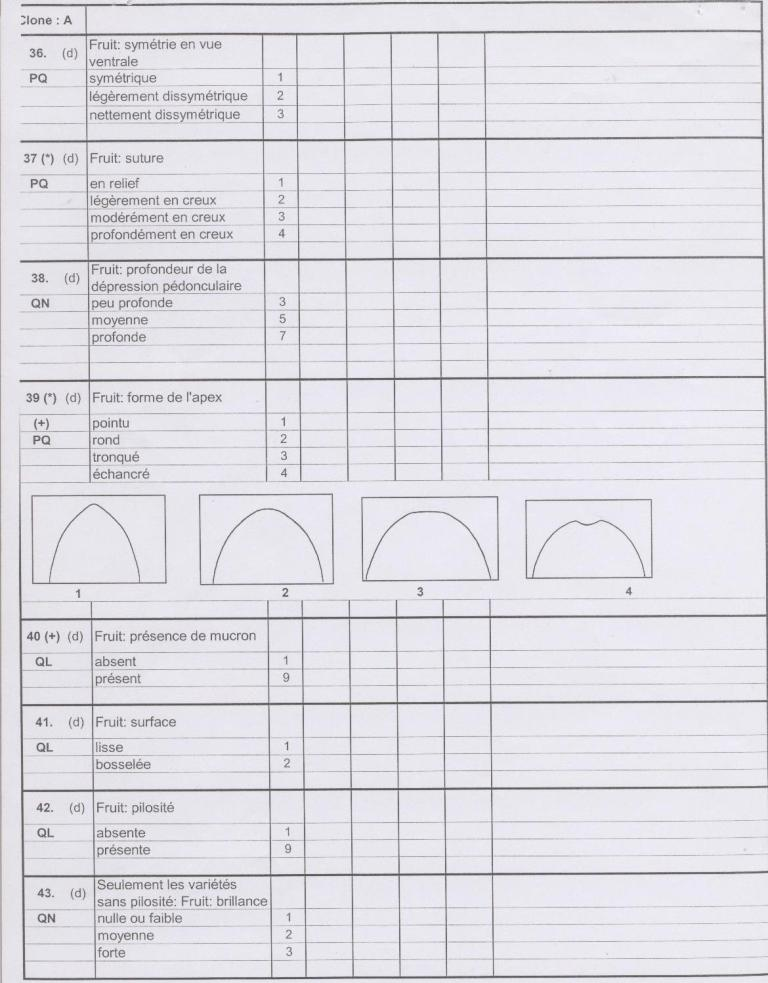 Clone : A
36. (d) Fruit: symétrie en vue
ventrale
PQ symétrique 1
légèrement dissymétrique 2
nettement dissymétrique 3
37 (*) (d) Fruit: suture
PQ en relief 1
légèrement en creux 2
modérément en creux 3
profondément en creux 4
38. (d) Fruit: profondeur de la
dépression pédonculaire
QN peu profonde 3
moyenne 5
profonde 7
39 (*) (d) Fruit: forme de l'apex
(+) pointu 1
PQ rond 2
tronqué 3
échancré 4
1 2 3 4
40 (+) (d) Fruit: présence de mucron
QL absent 1
présent 9
41. (d) Fruit: surface
QL lisse 1
bosselée 2
42. (d) Fruit: pilosité
QL absente 1
présente 9
43. (d) Seulement les variétés
sans pilosité: Fruit: brillance
QN nulle ou faible 1
moyenne 2
forte 3